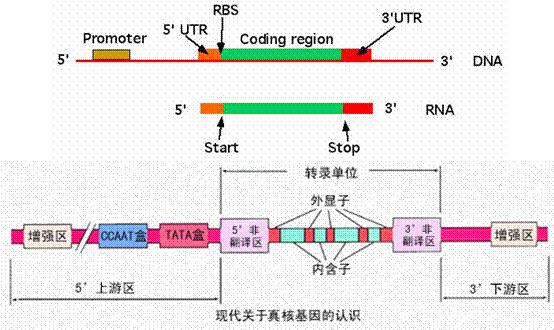 RBS
5' UTR
3'UTR
Promoter
Coding region
5'
3'
DNA
5'
3'
RNA
Start
Stop
转录单位
外显子
增强区
CCAAT盒
TATA盒
5'非
翻译区
3'非
翻译区
增强区
内含子
5'上游区
3'下游区
现代关于真核基因的认识